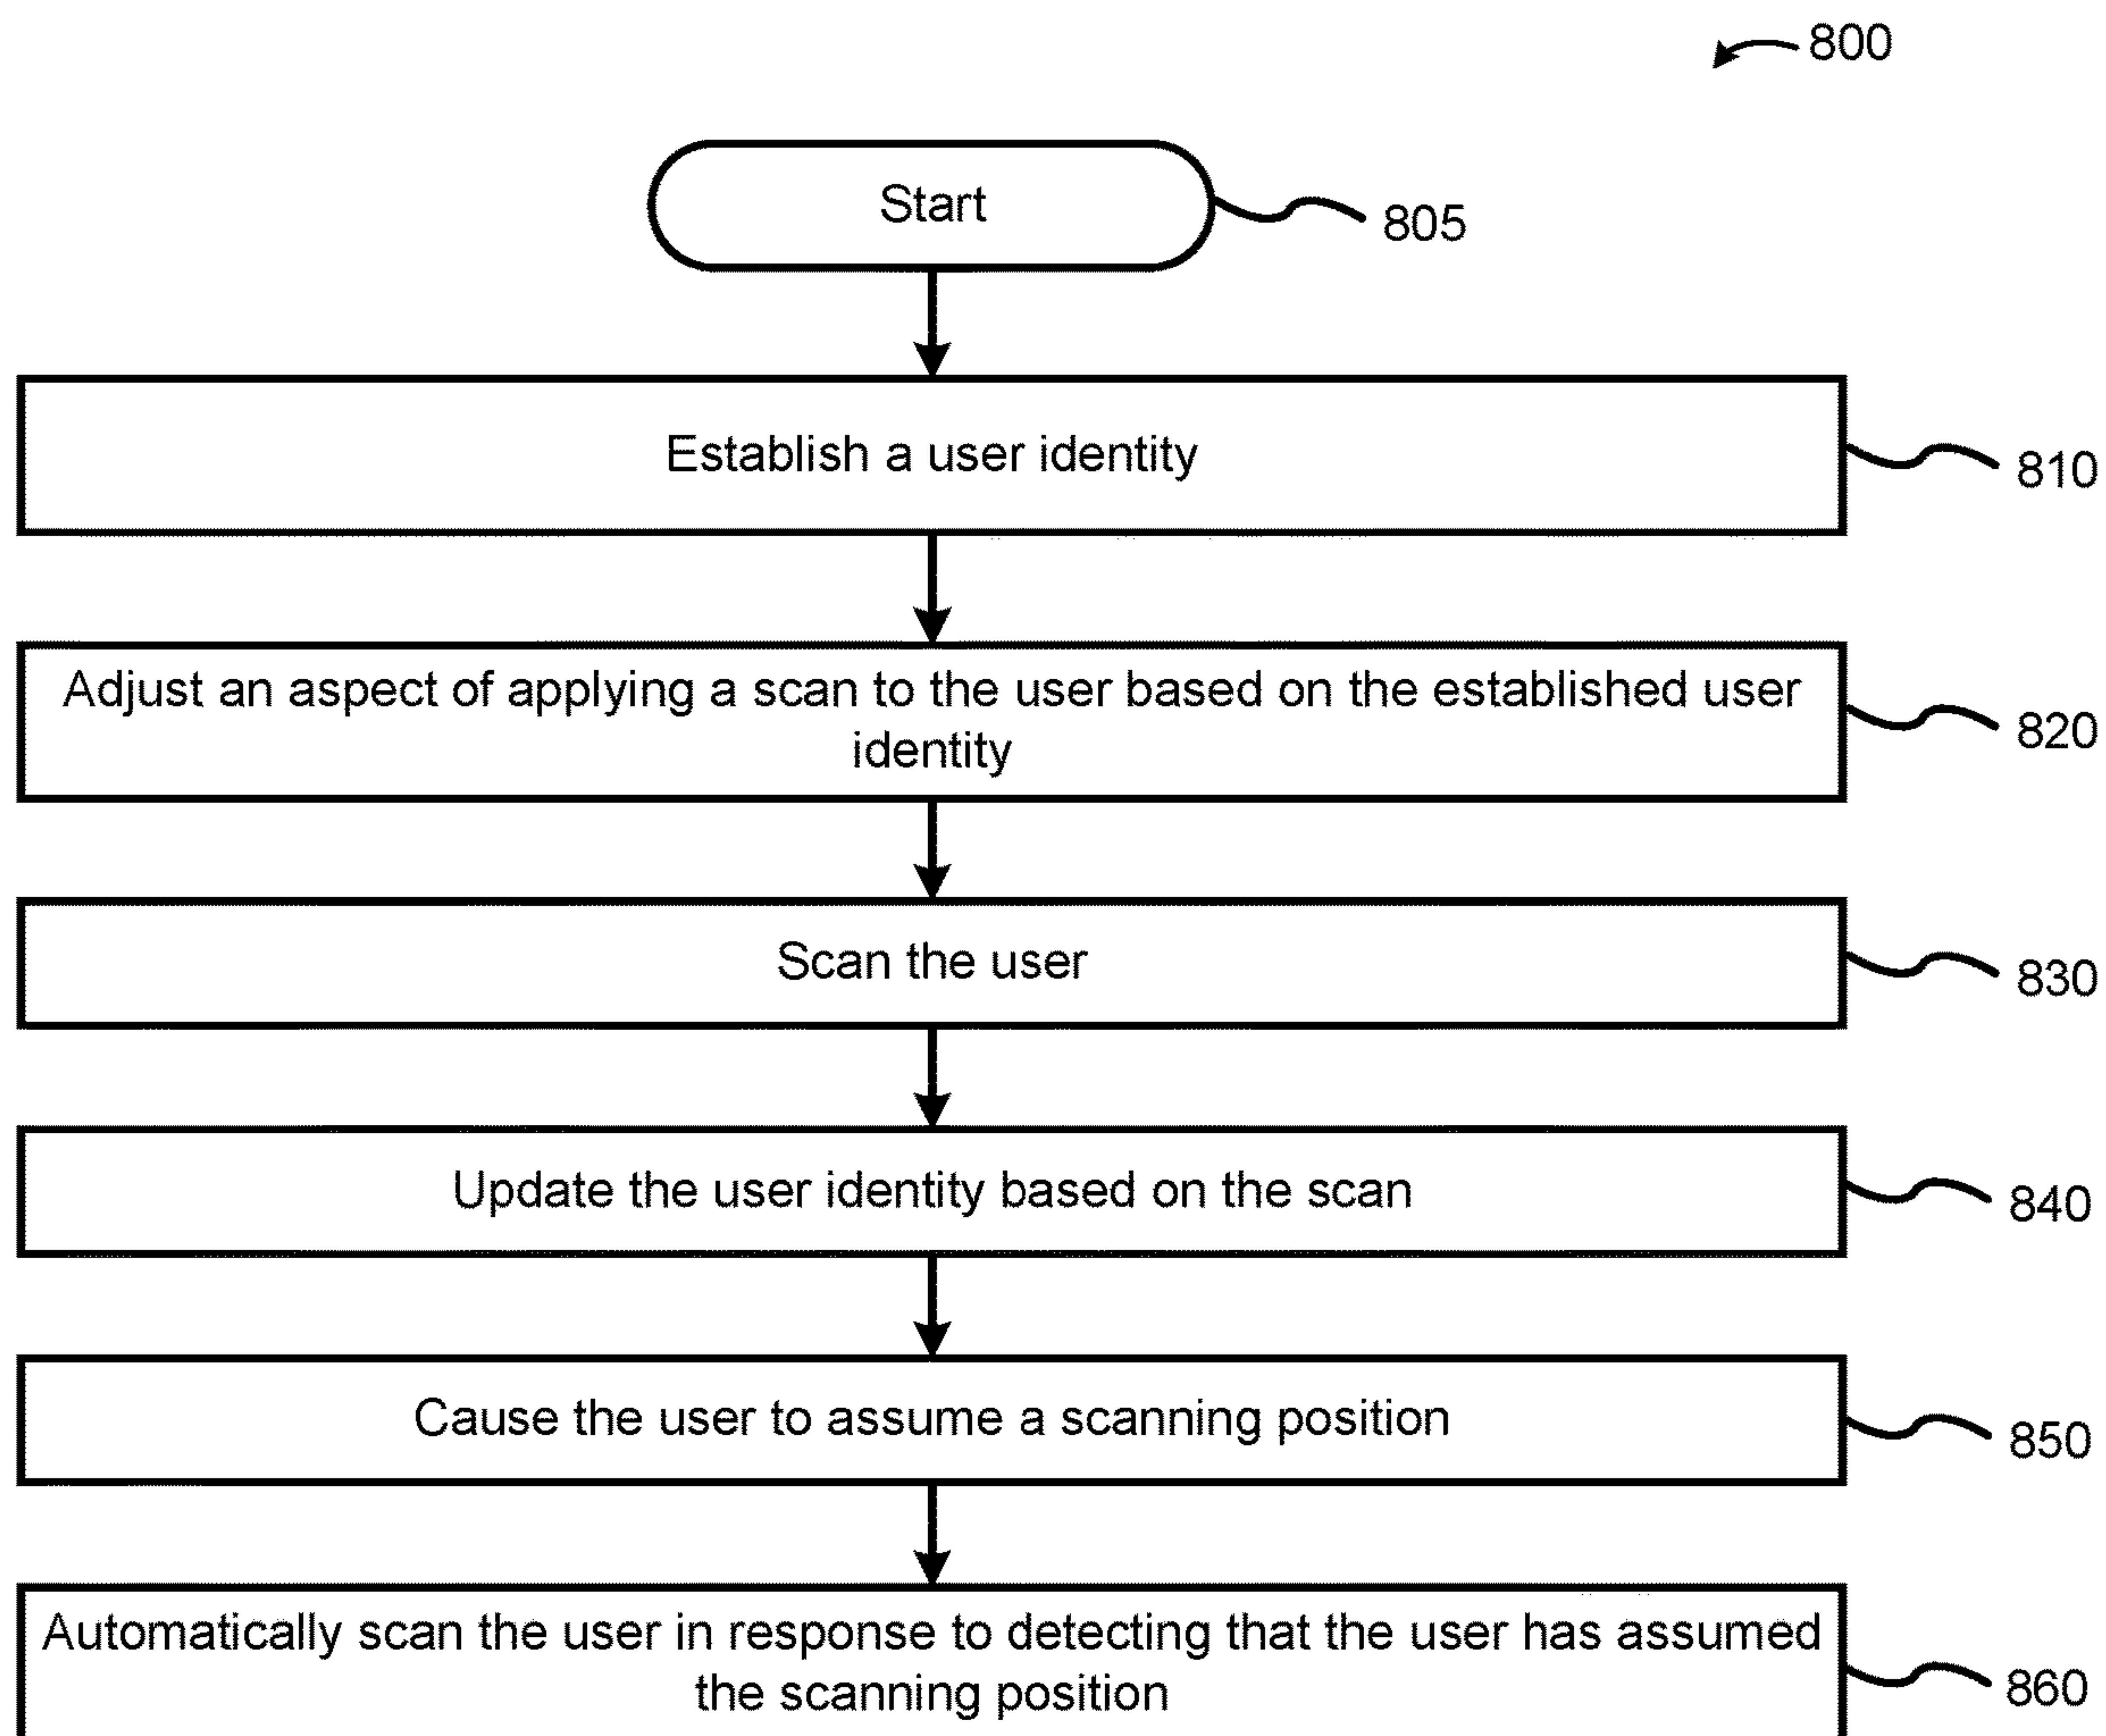 800
Start
805
Establish a user identity
810
Adjust an aspect of applying a scan to the user based on the established user
identity
820
Scan the user
830
Update the user identity based on the scan
840
Cause the user to assume a scanning position
850
Automatically scan the user in response to detecting that the user has assumed
the scanning position
860